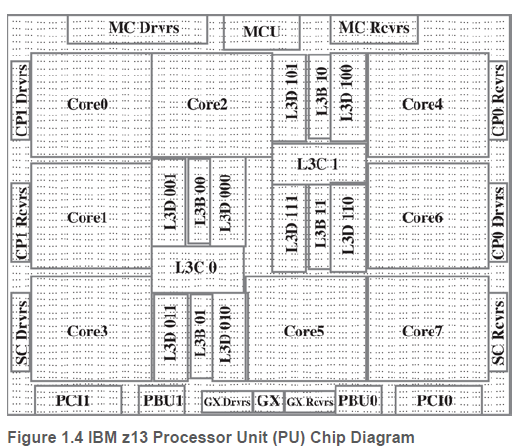 MC Drvrs
MCU
MC Rcvrs
CP1 Drvrs
Core0
Core2
L3D 101
L3B 10
L3D 100
Core4
CP0 Rcvrs
L3C 1
CP1 Rcvrs
Core1
L3D 001
L3B 00
L3D 000
L3D 111
L3B 11
L3D 110
Core6
CP0 Drvrs
L3C 0
SC Drvrs
Core3
L3D 011
L3B 01
L3D 010
Core5
Core7
SC Rcvrs
PCI1
PBU1
GX Drvrs
GX
GX Rcvrs
PBU0
PCI0
Figure 1.4 IBM z13 Processor Unit (PU) Chip Diagram